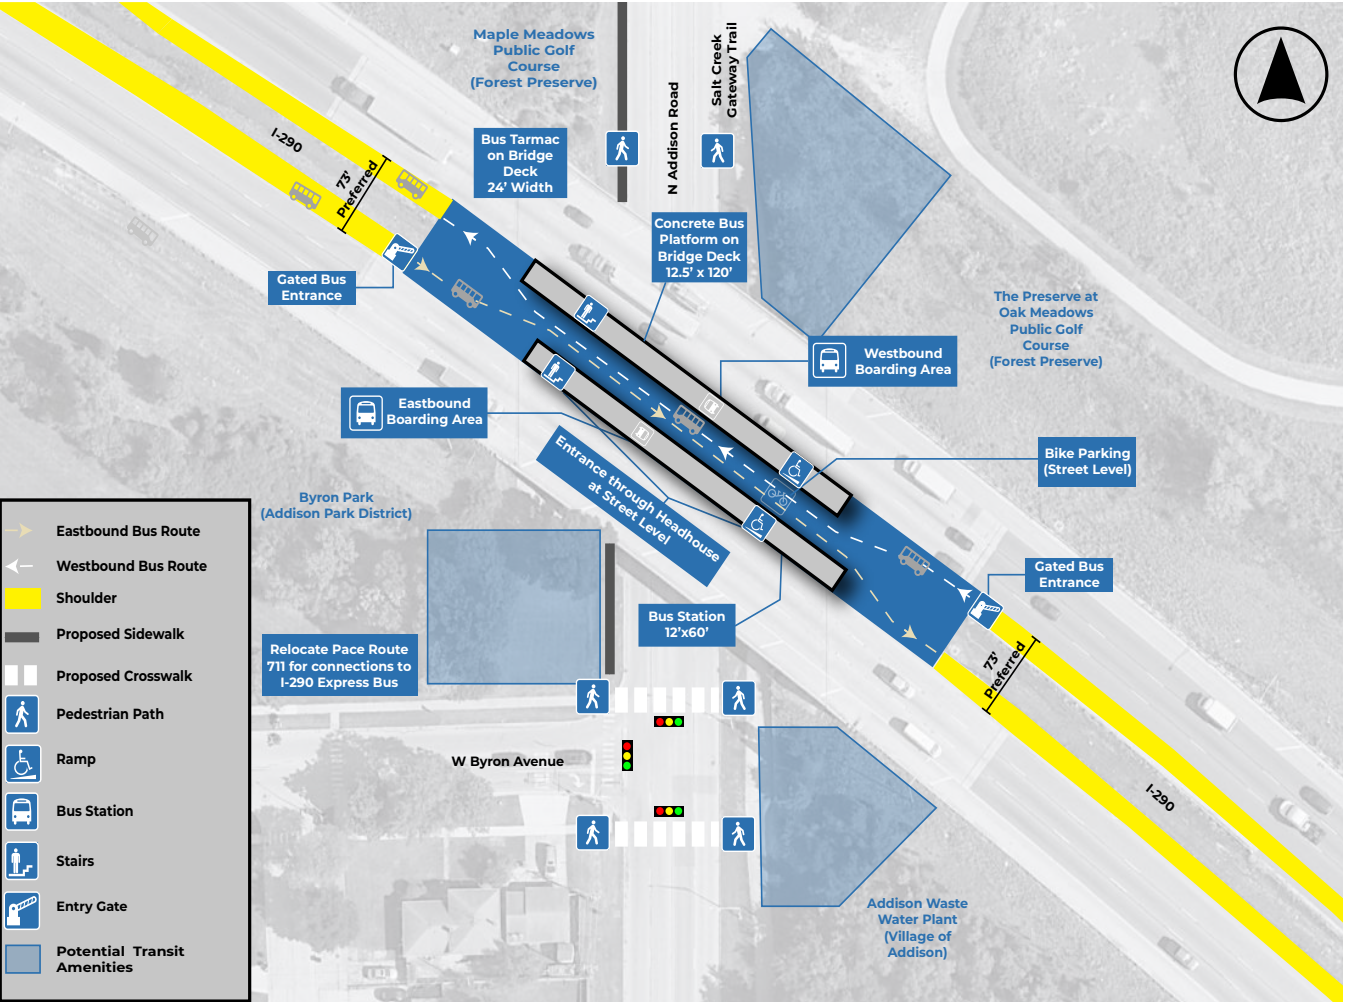 Maple Meadows
Public Golf
Course
(Forest Preserve)
Salt Creek
Gateway Trail
N Addison Road
I-290
73'
Preferred
Bus Tarmac
on Bridge
Deck
24' Width
Concrete Bus
Platform on
Bridge Deck
12.5' x 120'
Gated Bus
Entrance
The Preserve at
Oak Meadows
Public Golf
Course
(Forest Preserve)
Westbound
Boarding Area
Eastbound
Boarding Area
Entrance through Headhouse
at Street Level
Bike Parking
(Street Level)
Byron Park
(Addison Park District)
Gated Bus
Entrance
Bus Station
12'x60'
73'
Preferred
Relocate Pace Route
711 for connections to
I-290 Express Bus
W Byron Avenue
I-290
Addison Waste
Water Plant
(Village of
Addison)
Eastbound Bus Route
Westbound Bus Route
Shoulder
Proposed Sidewalk
Proposed Crosswalk
Pedestrian Path
Ramp
Bus Station
Stairs
Entry Gate
Potential Transit
Amenities